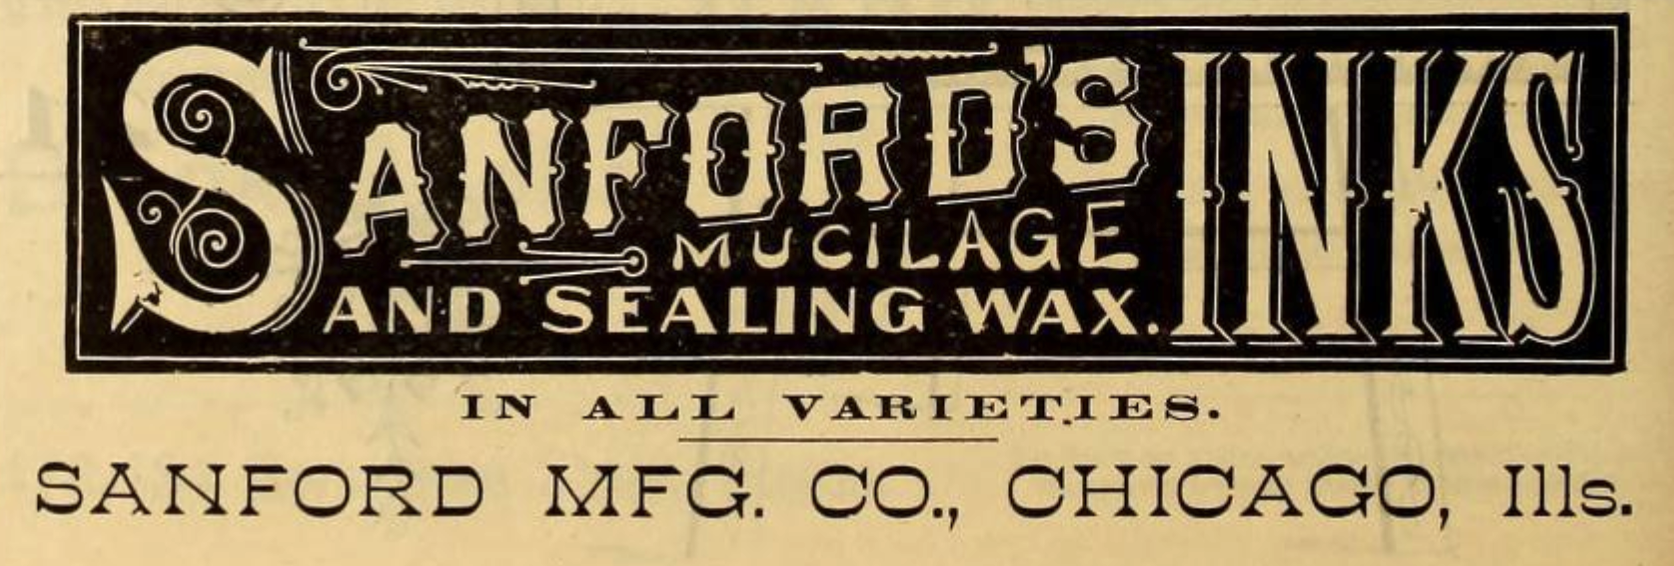 SANFORD'S INKS
MUCILAGE
AND SEALING WAX.
IN ALL VARIETIES.
SANFORD MFG. CO., CHICAGO, Ills.